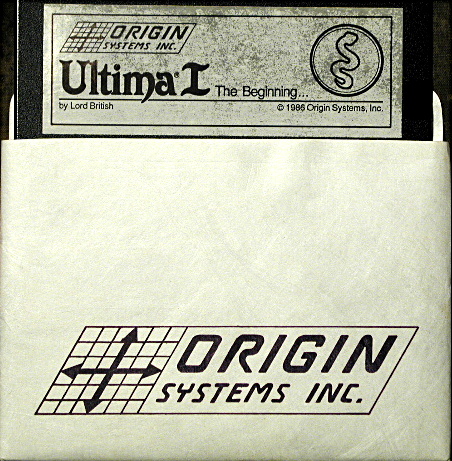 ORIGIN
SYSTEMS INC.
Ultima® I The Beginning...
by Lord British © 1986 Origin Systems, Inc.
ORIGIN
SYSTEMS INC.